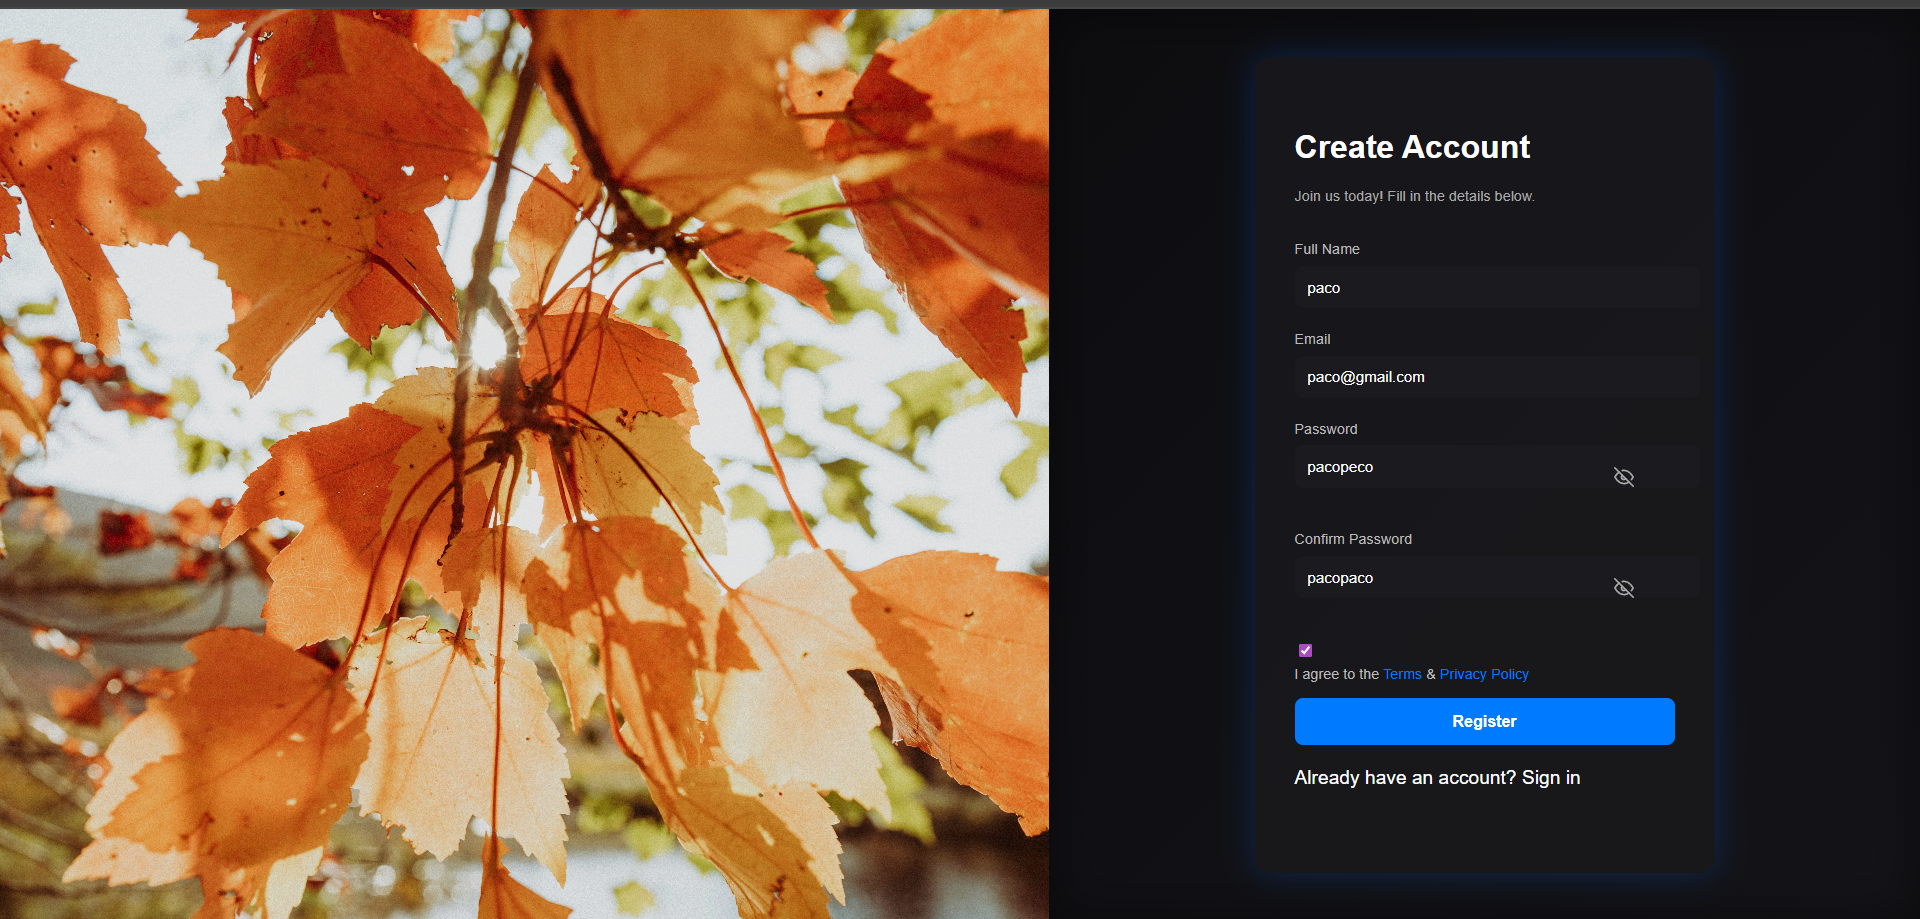 Create Account
Join us today! Fill in the details below.
Full Name
paco
Email
paco@gmail.com
Password
pacopeco
Confirm Password
pacopaco
I agree to the Terms & Privacy Policy
Register
Already have an account? Sign in